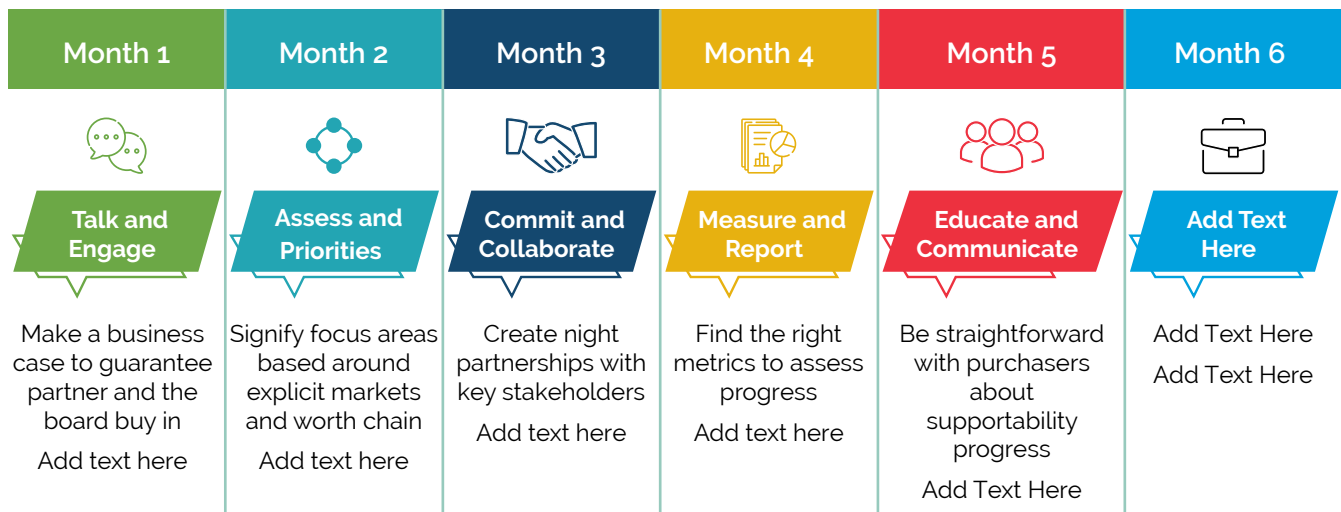 Month 1
Month 2
Month 3
Month 4
Month 5
Month 6
Talk and
Engage
Assess and
Priorities
Commit and
Collaborate
Measure and
Report
Educate and
Communicate
Add Text
Here
Make a business
case to guarantee
partner and the
board buy in
Add text here
Signify focus areas
based around
explicit markets
and worth chain
Add text here
Create night
partnerships with
key stakeholders
Add text here
Find the right
metrics to assess
progress
Add text here
Be straightforward
with purchasers
about
supportability
progress
Add Text Here
Add Text Here
Add Text Here